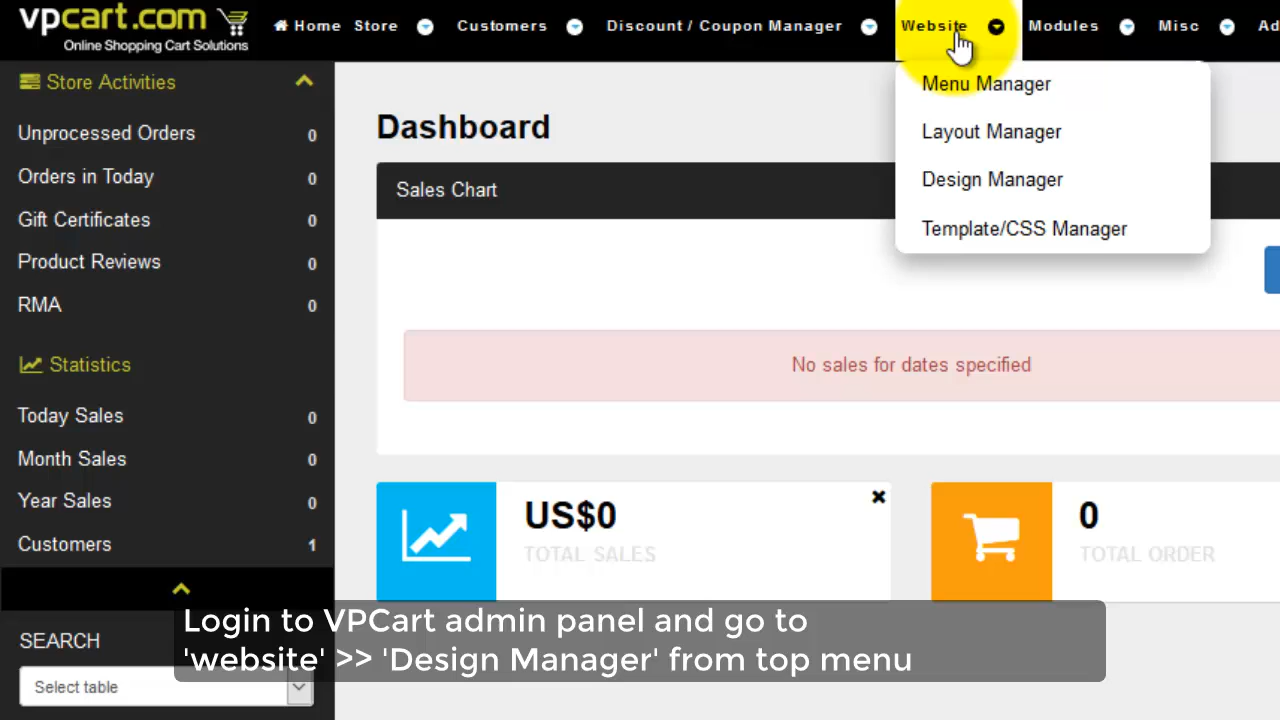 vpcart.com
Online Shopping Cart Solutions
Home Store Customers Discount / Coupon Manager Website Modules Misc Ad
Menu Manager
Layout Manager
Design Manager
Template/CSS Manager
Store Activities
Unprocessed Orders 0
Orders in Today 0
Gift Certificates 0
Product Reviews 0
RMA 0
Statistics
Today Sales 0
Month Sales 0
Year Sales 0
Customers 1
SEARCH
Select table
Dashboard
Sales Chart
No sales for dates specified
US$0
TOTAL SALES
0
TOTAL ORDER
Login to VPCart admin panel and go to
'website' >> 'Design Manager' from top menu